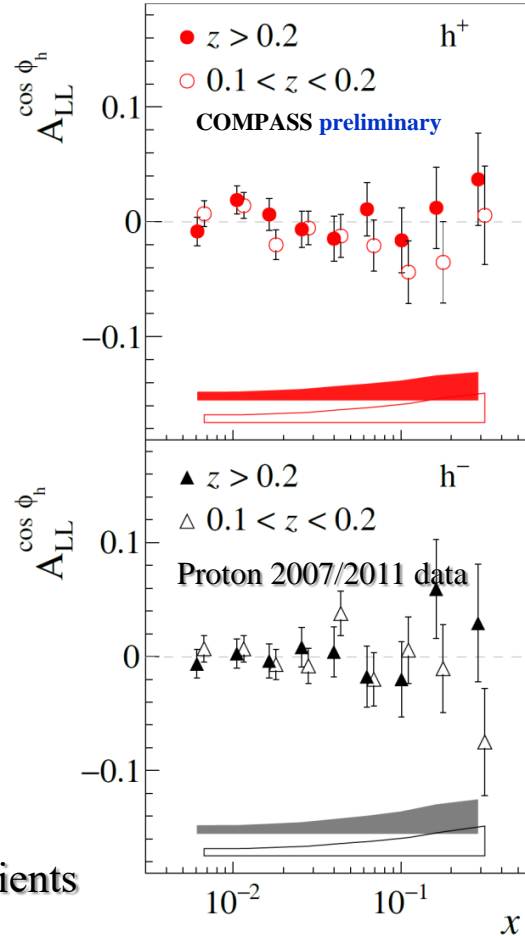 z > 0.2 h⁺
0.1 < z < 0.2
COMPASS preliminary
A_LL^cos ϕ_h
0.1
0
−0.1
z > 0.2 h⁻
0.1 < z < 0.2
Proton 2007/2011 data
A_LL^cos ϕ_h
0.1
0
−0.1
ients
10⁻² 10⁻¹
x